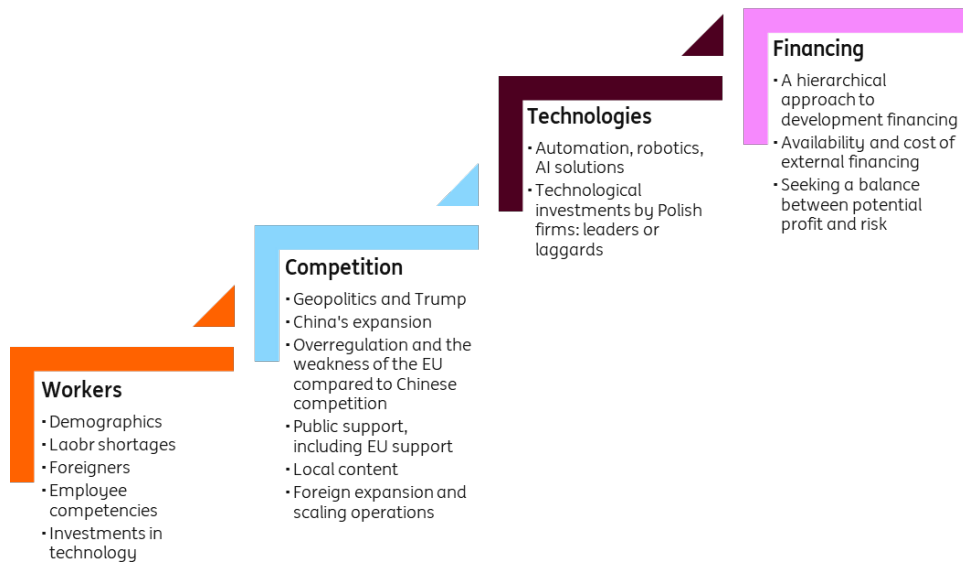 Workers
· Demographics
· Laobr shortages
· Foreigners
· Employee
competencies
· Investments in
technology
Competition
· Geopolitics and Trump
· China's expansion
· Overregulation and the
weakness of the EU
compared to Chinese
competition
· Public support,
including EU support
· Local content
· Foreign expansion and
scaling operations
Technologies
· Automation, robotics,
AI solutions
· Technological
investments by Polish
firms: leaders or
laggards
Financing
· A hierarchical
approach to
development financing
· Availability and cost of
external financing
· Seeking a balance
between potential
profit and risk